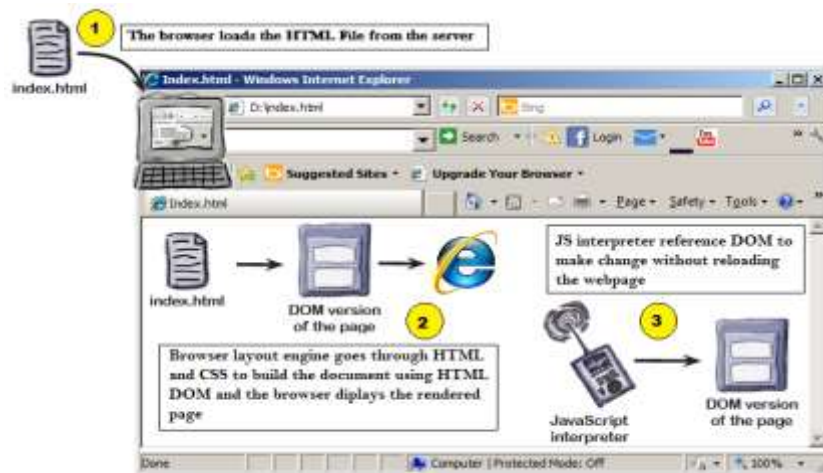 1
The browser loads the HTML File from the server
index.html
Index.html - Windows Internet Explorer
D:\index.html
Bing
Search
Login
You
Suggested Sites
Upgrade Your Browser
Index.html
Page
Safety
Tools
index.html
DOM version
of the page
2
Browser layout engine goes through HTML
and CSS to build the document using HTML
DOM and the browser diplays the rendered
page
JS interpreter reference DOM to
make change without reloading
the webpage
3
JavaScript
interpreter
DOM version
of the page
Done
Computer | Protected Mode: Off
100%